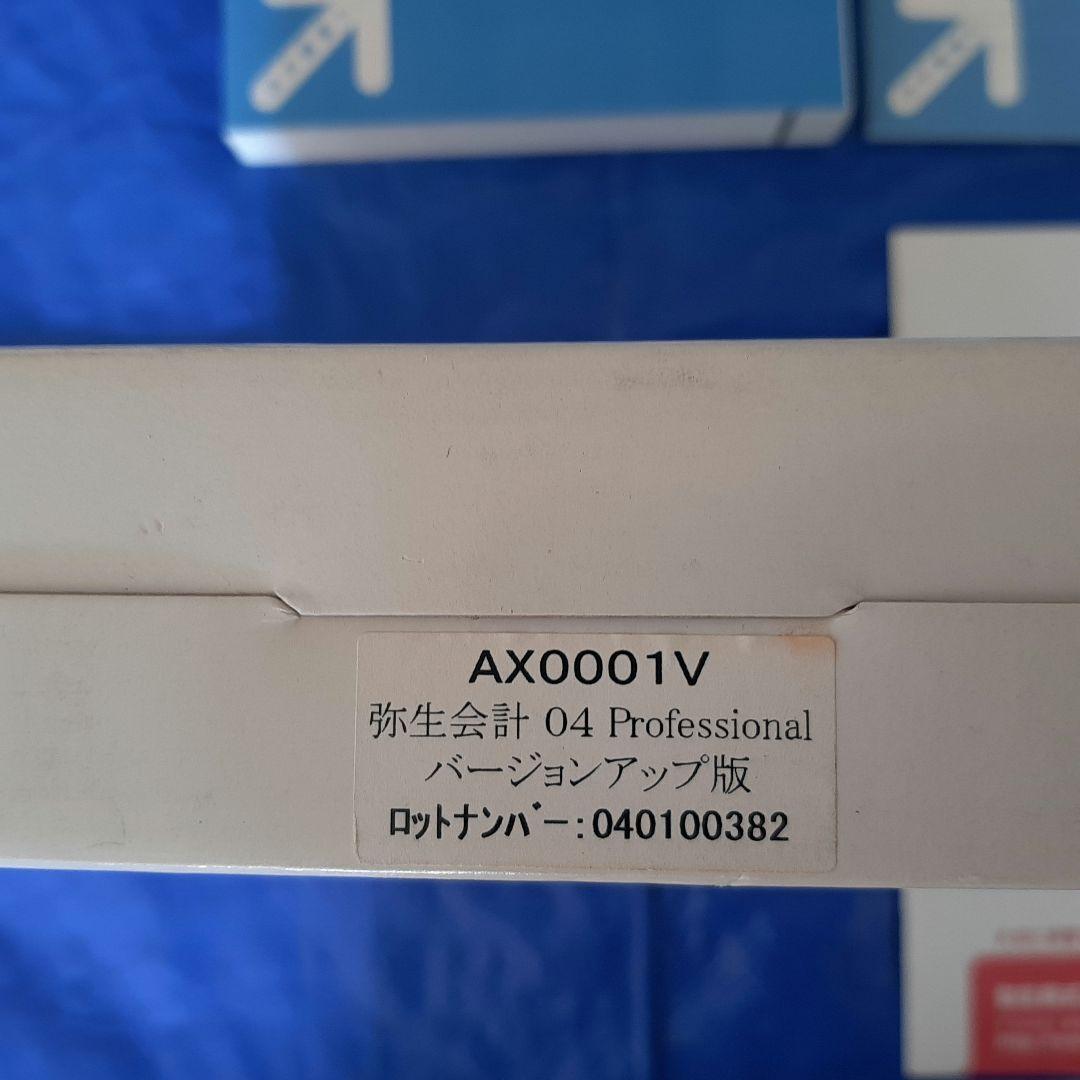 AX0001V
弥生会計 04 Professional
バージョンアップ版
ロットナンバー:040100382